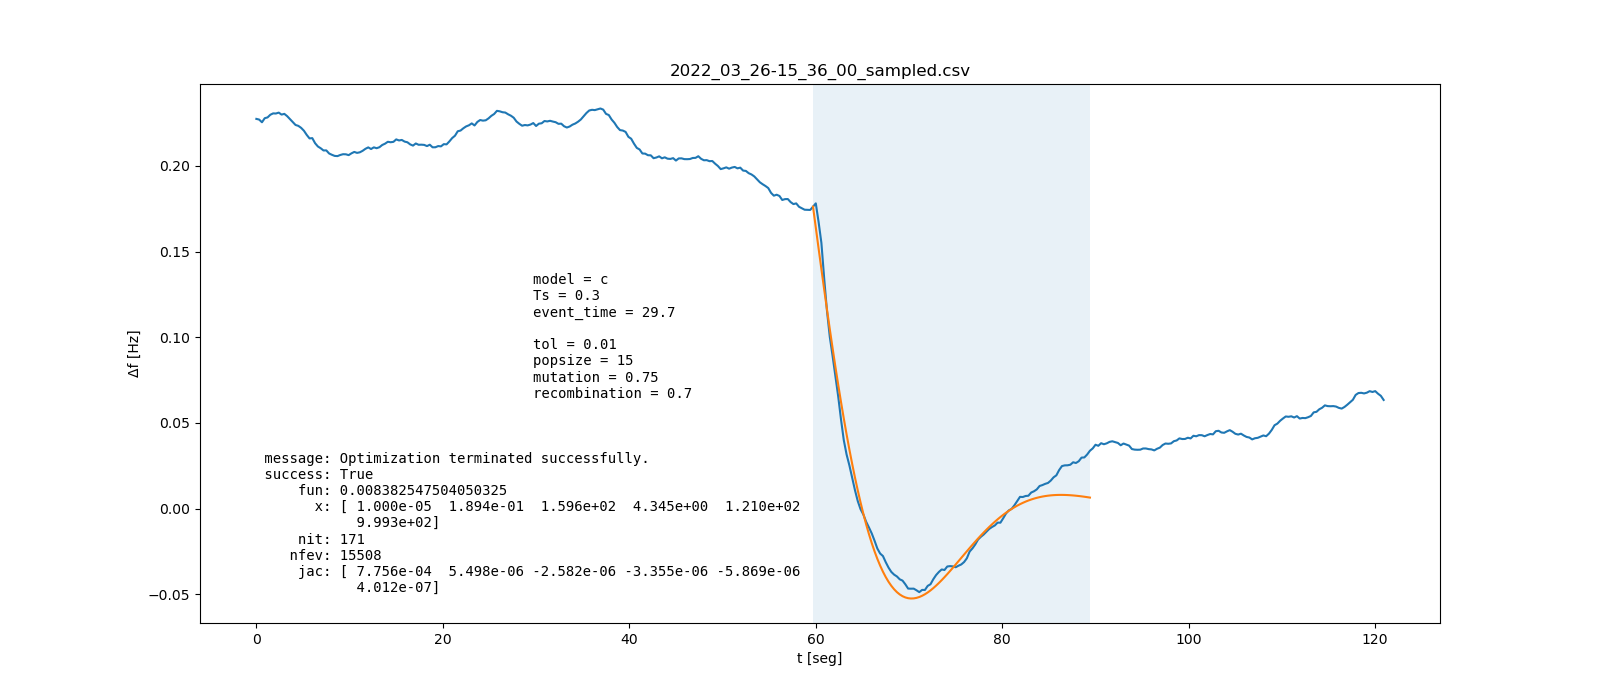 2022_03_26-15_36_00_sampled.csv
0.20
0.15
0.10
0.05
0.00
−0.05
Δf [Hz]
model = c
Ts = 0.3
event_time = 29.7
tol = 0.01
popsize = 15
mutation = 0.75
recombination = 0.7
message: Optimization terminated successfully.
success: True
fun: 0.008382547504050325
x: [ 1.000e-05  1.894e-01  1.596e+02  4.345e+00  1.210e+02
9.993e+02]
nit: 171
nfev: 15508
jac: [ 7.756e-04  5.498e-06 -2.582e-06 -3.355e-06 -5.869e-06
4.012e-07]
0 20 40 60 80 100 120
t [seg]